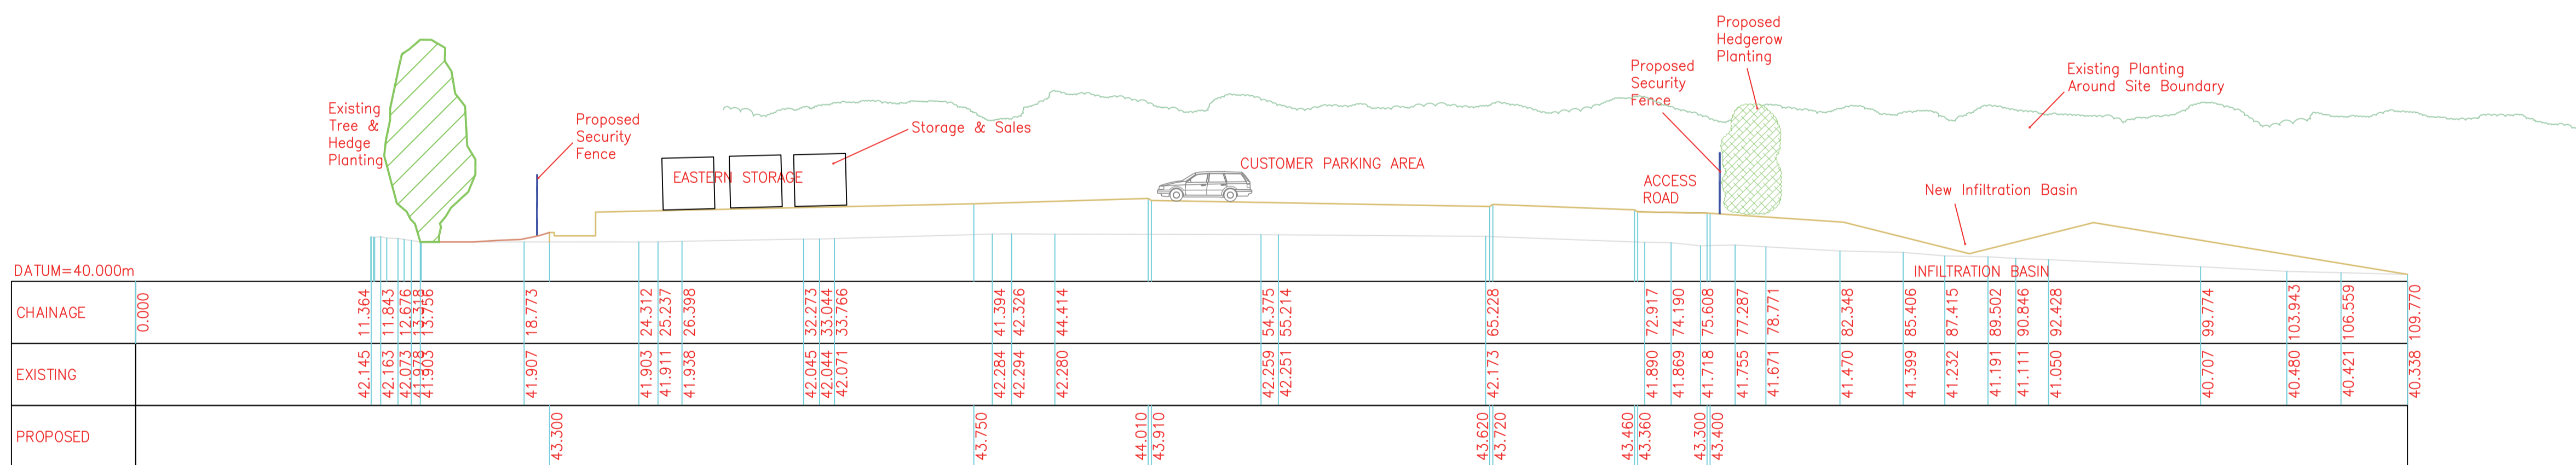 Proposed
Hedgerow
Planting
Proposed
Security
Fence
Existing Planting
Around Site Boundary
Existing
Tree &
Hedge
Planting
Proposed
Security
Fence
Storage & Sales
EASTERN STORAGE
CUSTOMER PARKING AREA
ACCESS
ROAD
New Infiltration Basin
INFILTRATION BASIN
DATUM=40.000m
CHAINAGE 0.000 11.364 11.843 12.676 13.318 13.756 18.773 24.312 25.237 26.398 32.273 33.044 33.766 41.394 42.326 44.414 54.375 55.214 65.228 72.917 74.190 75.608 77.287 78.771 82.348 85.406 87.415 89.502 90.846 92.428 99.774 103.943 106.559 109.770
EXISTING 42.145 42.163 42.073 41.978 41.903 41.907 41.903 41.911 41.938 42.045 42.044 42.071 42.284 42.294 42.280 42.259 42.251 42.173 41.890 41.869 41.718 41.755 41.671 41.470 41.399 41.232 41.191 41.111 41.050 40.707 40.480 40.421 40.338
PROPOSED 43.300 43.750 44.010 43.910 43.620 43.720 43.460 43.360 43.300 43.400